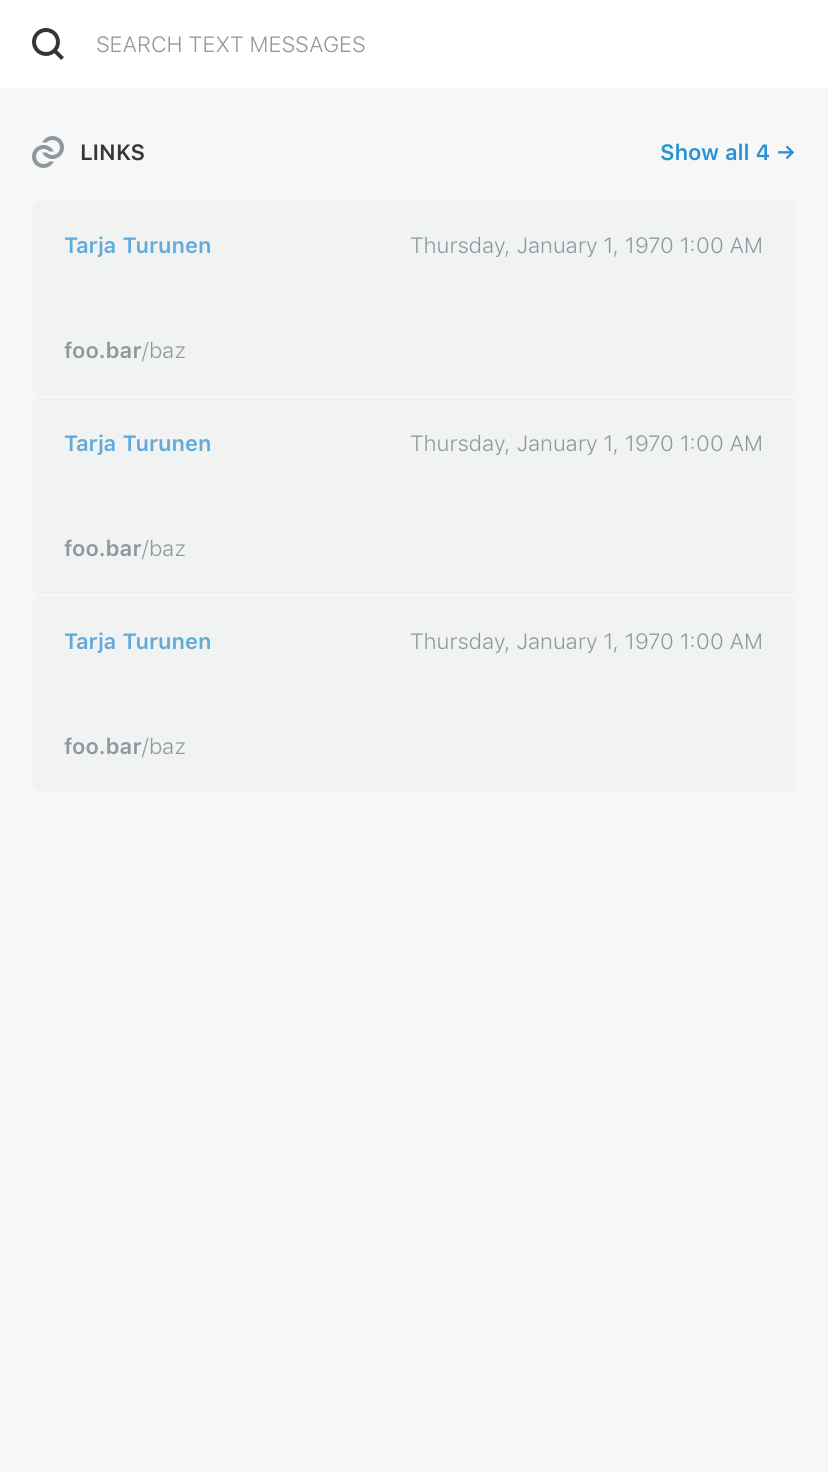 SEARCH TEXT MESSAGES
LINKS Show all 4 →
Tarja Turunen Thursday, January 1, 1970 1:00 AM
foo.bar/baz
Tarja Turunen Thursday, January 1, 1970 1:00 AM
foo.bar/baz
Tarja Turunen Thursday, January 1, 1970 1:00 AM
foo.bar/baz